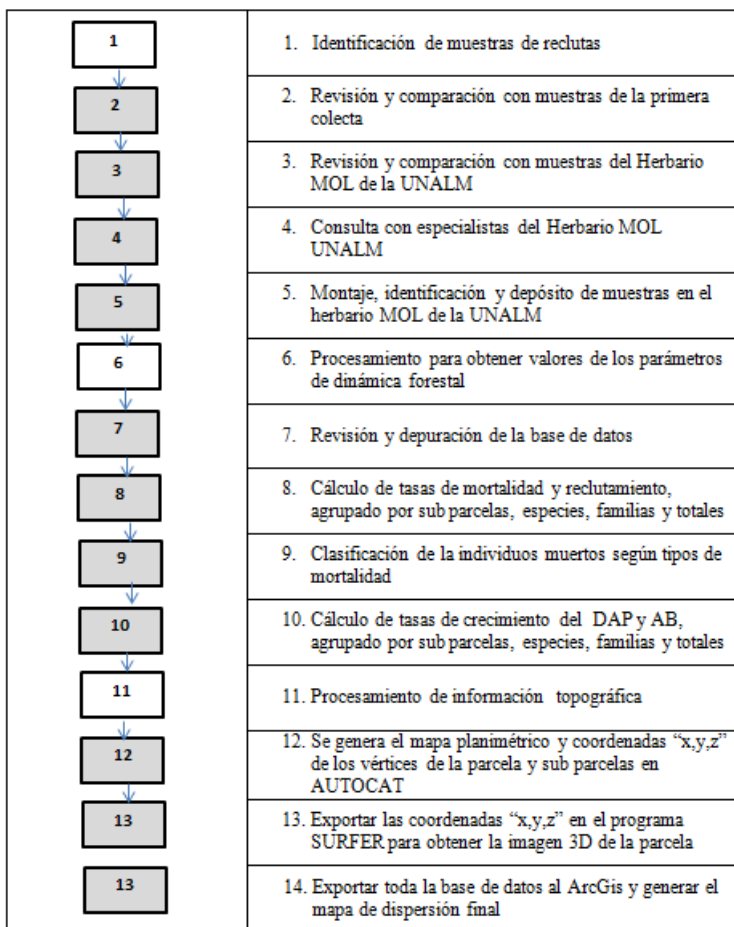 1
1. Identificación de muestras de reclutas
2
2. Revisión y comparación con muestras de la primera
colecta
3
3. Revisión y comparación con muestras del Herbario
MOL de la UNALM
4
4. Consulta con especialistas del Herbario MOL
UNALM
5
5. Montaje, identificación y depósito de muestras en el
herbario MOL de la UNALM
6
6. Procesamiento para obtener valores de los parámetros
de dinámica forestal
7
7. Revisión y depuración de la base de datos
8
8. Cálculo de tasas de mortalidad y reclutamiento,
agrupado por sub parcelas, especies, familias y totales
9
9. Clasificación de la individuos muertos según tipos de
mortalidad
10
10. Cálculo de tasas de crecimiento del DAP y AB,
agrupado por sub parcelas, especies, familias y totales
11
11. Procesamiento de información topográfica
12
12. Se genera el mapa planimétrico y coordenadas “x,y,z”
de los vértices de la parcela y sub parcelas en
AUTOCAT
13
13. Exportar las coordenadas “x,y,z” en el programa
SURFER para obtener la imagen 3D de la parcela
13
14. Exportar toda la base de datos al ArcGis y generar el
mapa de dispersión final